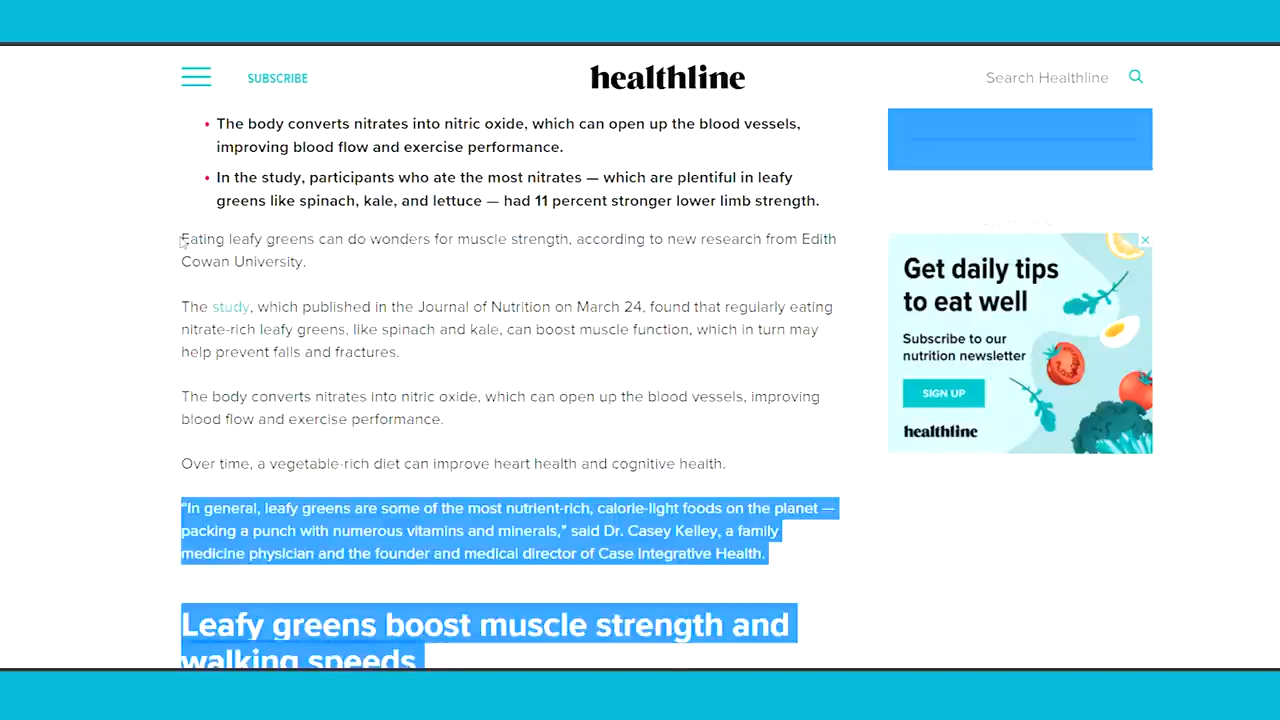 SUBSCRIBE
healthline
Search Healthline
• The body converts nitrates into nitric oxide, which can open up the blood vessels,
improving blood flow and exercise performance.
• In the study, participants who ate the most nitrates — which are plentiful in leafy
greens like spinach, kale, and lettuce — had 11 percent stronger lower limb strength.
Eating leafy greens can do wonders for muscle strength, according to new research from Edith
Cowan University.
The study, which published in the Journal of Nutrition on March 24, found that regularly eating
nitrate-rich leafy greens, like spinach and kale, can boost muscle function, which in turn may
help prevent falls and fractures.
The body converts nitrates into nitric oxide, which can open up the blood vessels, improving
blood flow and exercise performance.
Over time, a vegetable-rich diet can improve heart health and cognitive health.
“In general, leafy greens are some of the most nutrient-rich, calorie-light foods on the planet —
packing a punch with numerous vitamins and minerals,” said Dr. Casey Kelley, a family
medicine physician and the founder and medical director of Case Integrative Health.
Leafy greens boost muscle strength and
walking speeds
Get daily tips
to eat well
Subscribe to our
nutrition newsletter
SIGN UP
healthline